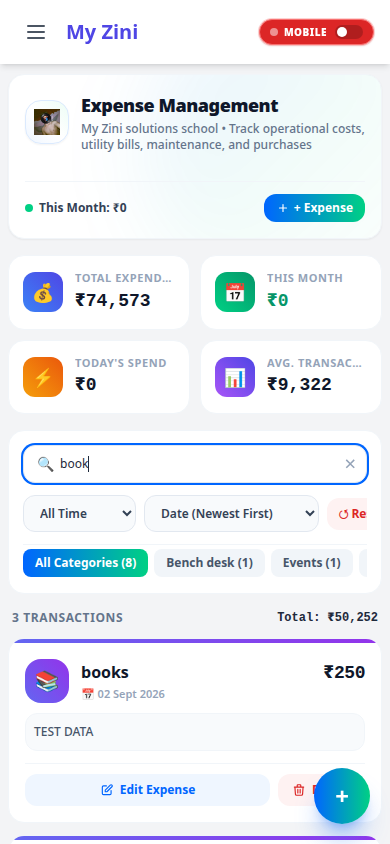 My Zini
MOBILE
Expense Management
My Zini solutions school • Track operational costs,
utility bills, maintenance, and purchases
This Month: ₹0
+ Expense
TOTAL EXPEND...
₹74,573
THIS MONTH
₹0
TODAY'S SPEND
₹0
AVG. TRANSAC...
₹9,322
book
All Time
Date (Newest First)
Re
All Categories (8)
Bench desk (1)
Events (1)
3 TRANSACTIONS
Total: ₹50,252
books
₹250
02 Sept 2026
TEST DATA
Edit Expense